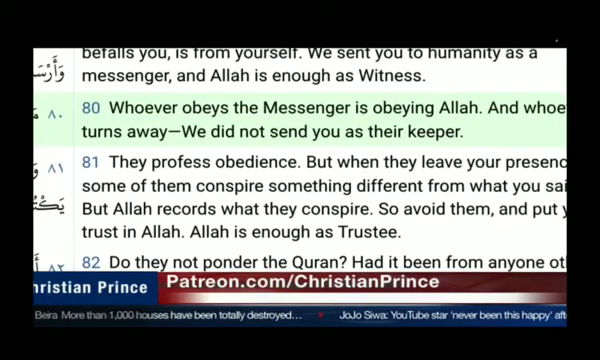 befalls you, is from yourself. We sent you to humanity as a
وَأَرْسَ
messenger, and Allah is enough as Witness.
80 Whoever obeys the Messenger is obeying Allah. And whoe
٨٠
turns away—We did not send you as their keeper.
81 They profess obedience. But when they leave your presenc
٨١
some of them conspire something different from what you sai
But Allah records what they conspire. So avoid them, and put y
trust in Allah. Allah is enough as Trustee.
82 Do they not ponder the Quran? Had it been from anyone ot
٨٢
hristian Prince
Patreon.com/ChristianPrince
Beira More than 1,000 houses have been totally destroyed...
JoJo Siwa: YouTube star 'never been this happy' aft